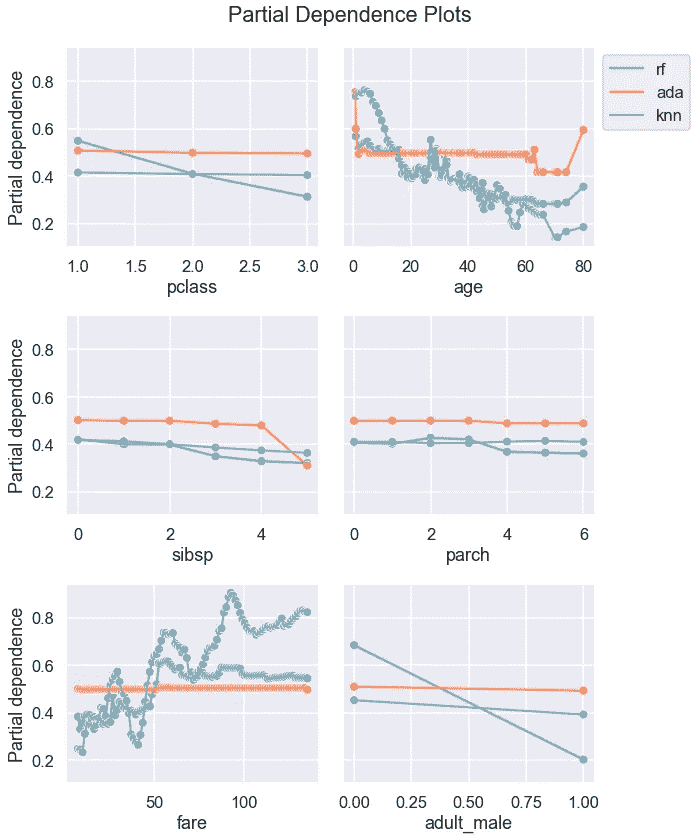 Partial Dependence Plots
rf
ada
knn
Partial dependence
0.8
0.6
0.4
0.2
1.0 1.5 2.0 2.5 3.0
pclass
0 20 40 60 80
age
Partial dependence
0.8
0.6
0.4
0.2
0 2 4
sibsp
0 2 4 6
parch
Partial dependence
0.8
0.6
0.4
0.2
50 100
fare
0.00 0.25 0.50 0.75 1.00
adult_male